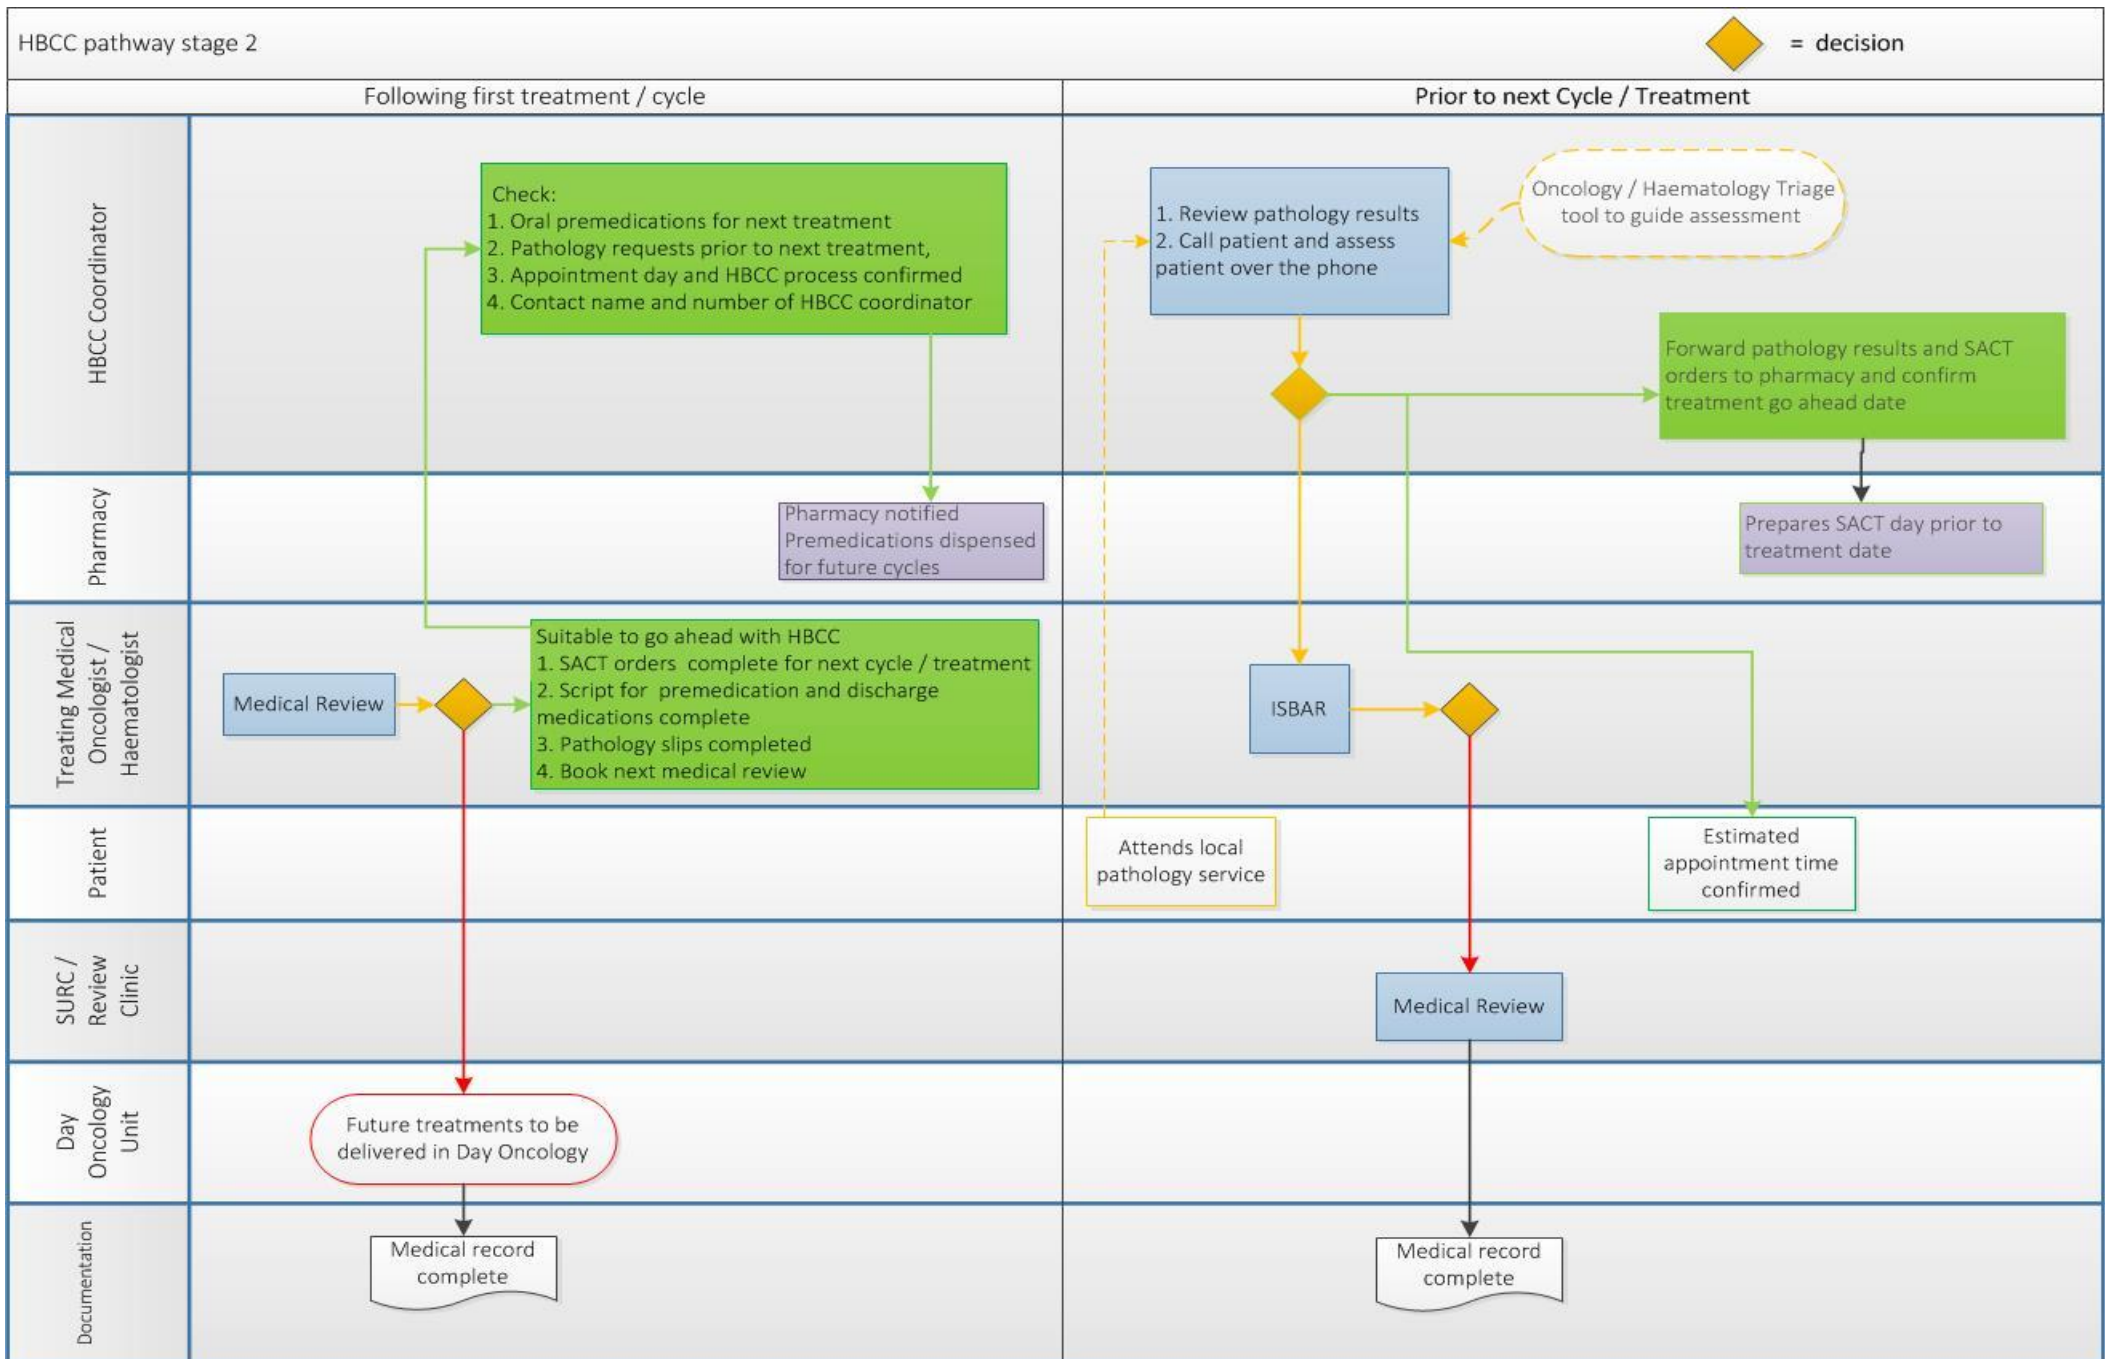 HBCC pathway stage 2
= decision
Following first treatment / cycle
Prior to next Cycle / Treatment
HBCC Coordinator
Check:
1. Oral premedications for next treatment
2. Pathology requests prior to next treatment,
3. Appointment day and HBCC process confirmed
4. Contact name and number of HBCC coordinator
1. Review pathology results
2. Call patient and assess
patient over the phone
Oncology / Haematology Triage
tool to guide assessment
Forward pathology results and SACT
orders to pharmacy and confirm
treatment go ahead date
Pharmacy
Pharmacy notified
Premedications dispensed
for future cycles
Prepares SACT day prior to
treatment date
Treating Medical
Oncologist /
Haematologist
Medical Review
Suitable to go ahead with HBCC
1. SACT orders complete for next cycle / treatment
2. Script for premedication and discharge
medications complete
3. Pathology slips completed
4. Book next medical review
ISBAR
Patient
Attends local
pathology service
Estimated
appointment time
confirmed
SURC /
Review
Clinic
Medical Review
Day
Oncology
Unit
Future treatments to be
delivered in Day Oncology
Documentation
Medical record
complete
Medical record
complete